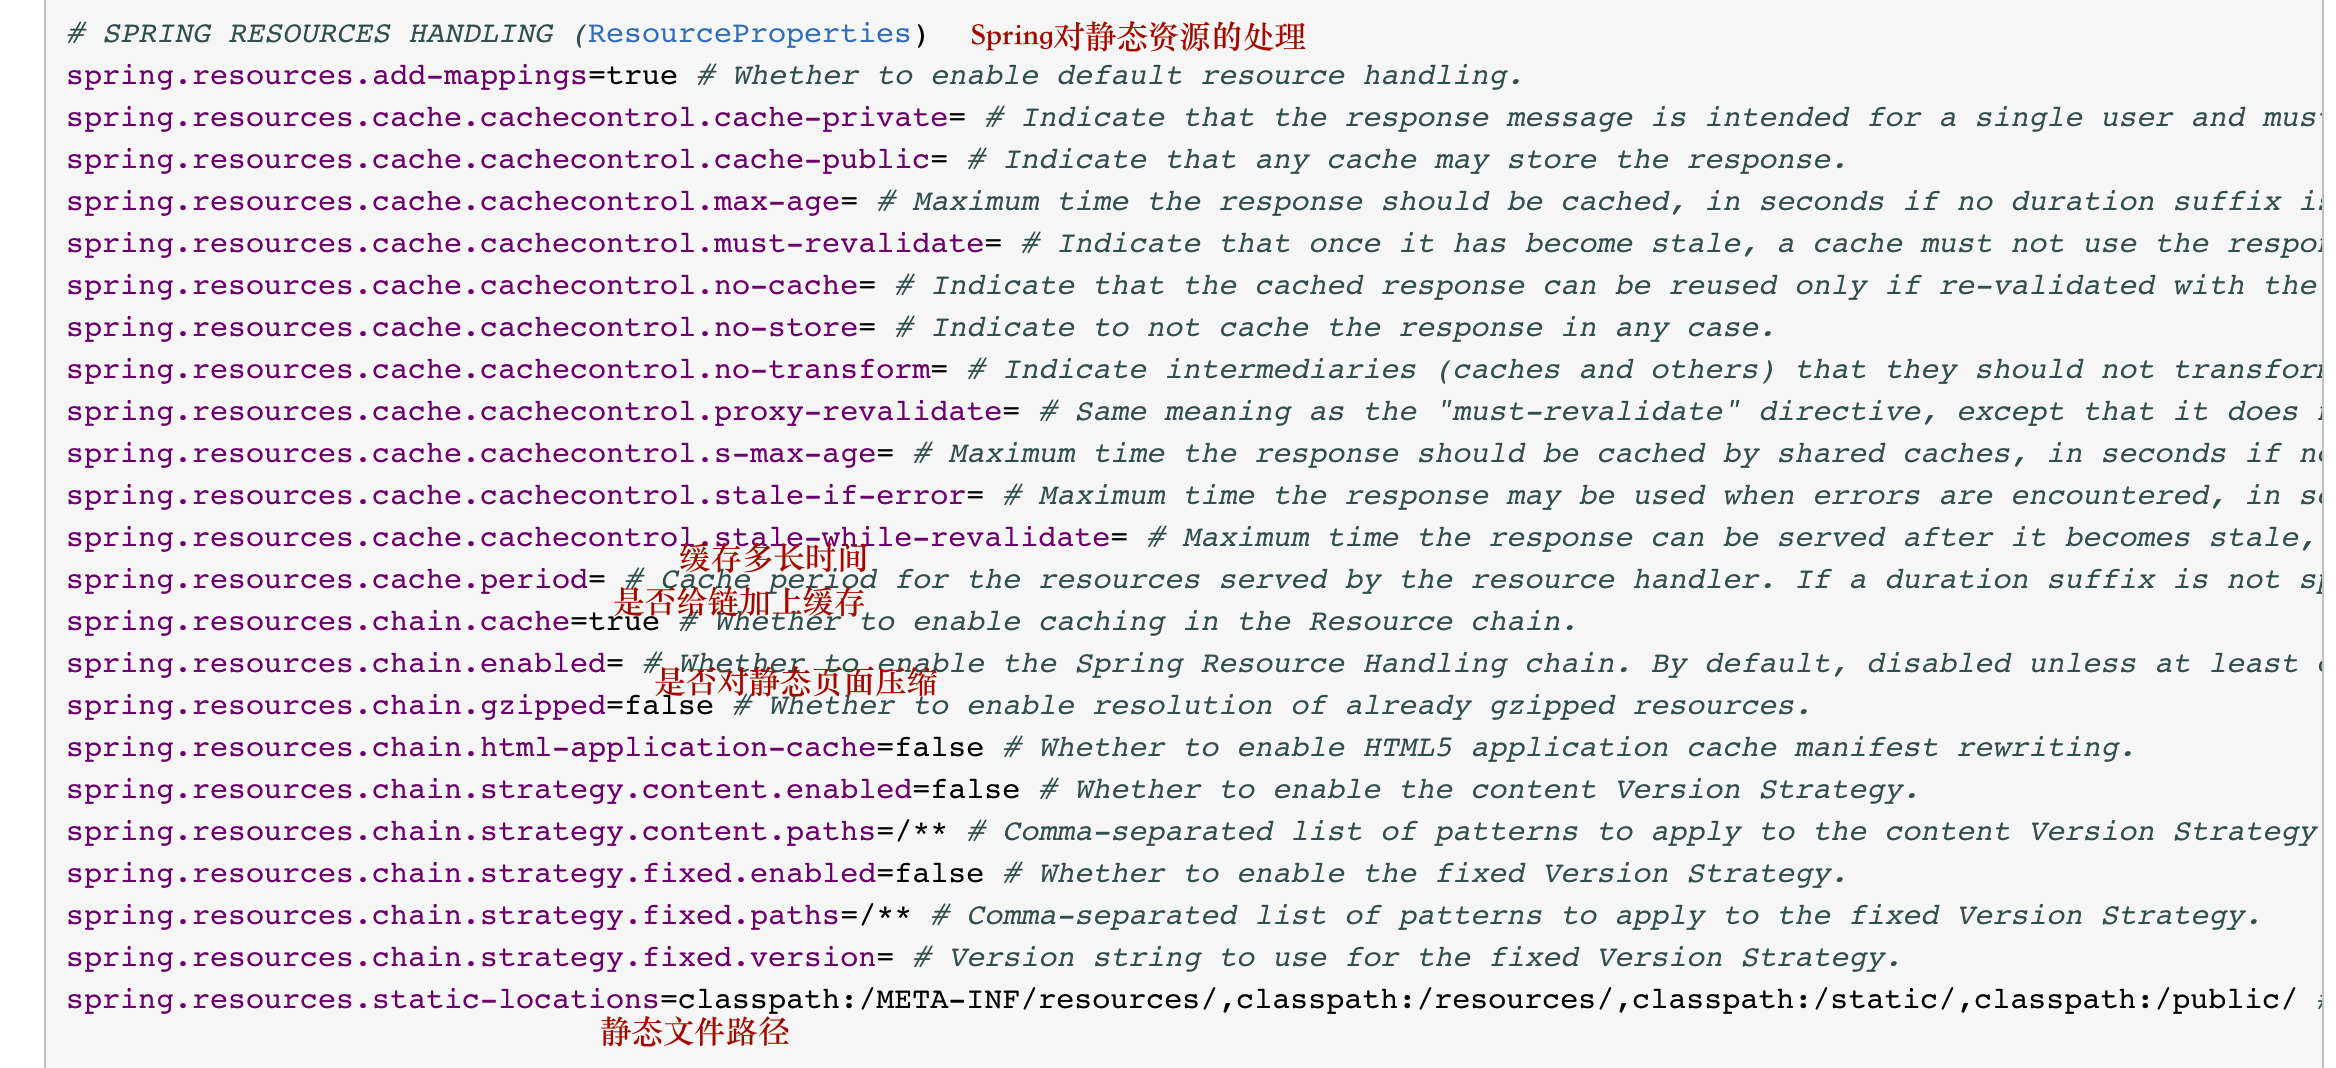 # SPRING RESOURCES HANDLING (ResourceProperties) Spring对静态资源的处理
spring.resources.add-mappings=true # Whether to enable default resource handling.
spring.resources.cache.cachecontrol.cache-private= # Indicate that the response message is intended for a single user and mus
spring.resources.cache.cachecontrol.cache-public= # Indicate that any cache may store the response.
spring.resources.cache.cachecontrol.max-age= # Maximum time the response should be cached, in seconds if no duration suffix is
spring.resources.cache.cachecontrol.must-revalidate= # Indicate that once it has become stale, a cache must not use the respo
spring.resources.cache.cachecontrol.no-cache= # Indicate that the cached response can be reused only if re-validated with the
spring.resources.cache.cachecontrol.no-store= # Indicate to not cache the response in any case.
spring.resources.cache.cachecontrol.no-transform= # Indicate intermediaries (caches and others) that they should not transfor
spring.resources.cache.cachecontrol.proxy-revalidate= # Same meaning as the "must-revalidate" directive, except that it does
spring.resources.cache.cachecontrol.s-max-age= # Maximum time the response should be cached by shared caches, in seconds if n
spring.resources.cache.cachecontrol.stale-if-error= # Maximum time the response may be used when errors are encountered, in s
spring.resources.cache.cachecontrol.stale-while-revalidate= # Maximum time the response can be served after it becomes stale,
缓存多长时间
spring.resources.cache.period= # Cache period for the resources served by the resource handler. If a duration suffix is not s
是否给链加上缓存
spring.resources.chain.cache=true # Whether to enable caching in the Resource chain.
spring.resources.chain.enabled= # Whether to enable the Spring Resource Handling chain. By default, disabled unless at least
是否对静态页面压缩
spring.resources.chain.gzipped=false # Whether to enable resolution of already gzipped resources.
spring.resources.chain.html-application-cache=false # Whether to enable HTML5 application cache manifest rewriting.
spring.resources.chain.strategy.content.enabled=false # Whether to enable the content Version Strategy.
spring.resources.chain.strategy.content.paths=/** # Comma-separated list of patterns to apply to the content Version Strategy
spring.resources.chain.strategy.fixed.enabled=false # Whether to enable the fixed Version Strategy.
spring.resources.chain.strategy.fixed.paths=/** # Comma-separated list of patterns to apply to the fixed Version Strategy.
spring.resources.chain.strategy.fixed.version= # Version string to use for the fixed Version Strategy.
spring.resources.static-locations=classpath:/META-INF/resources/,classpath:/resources/,classpath:/static/,classpath:/public/ #
静态文件路径